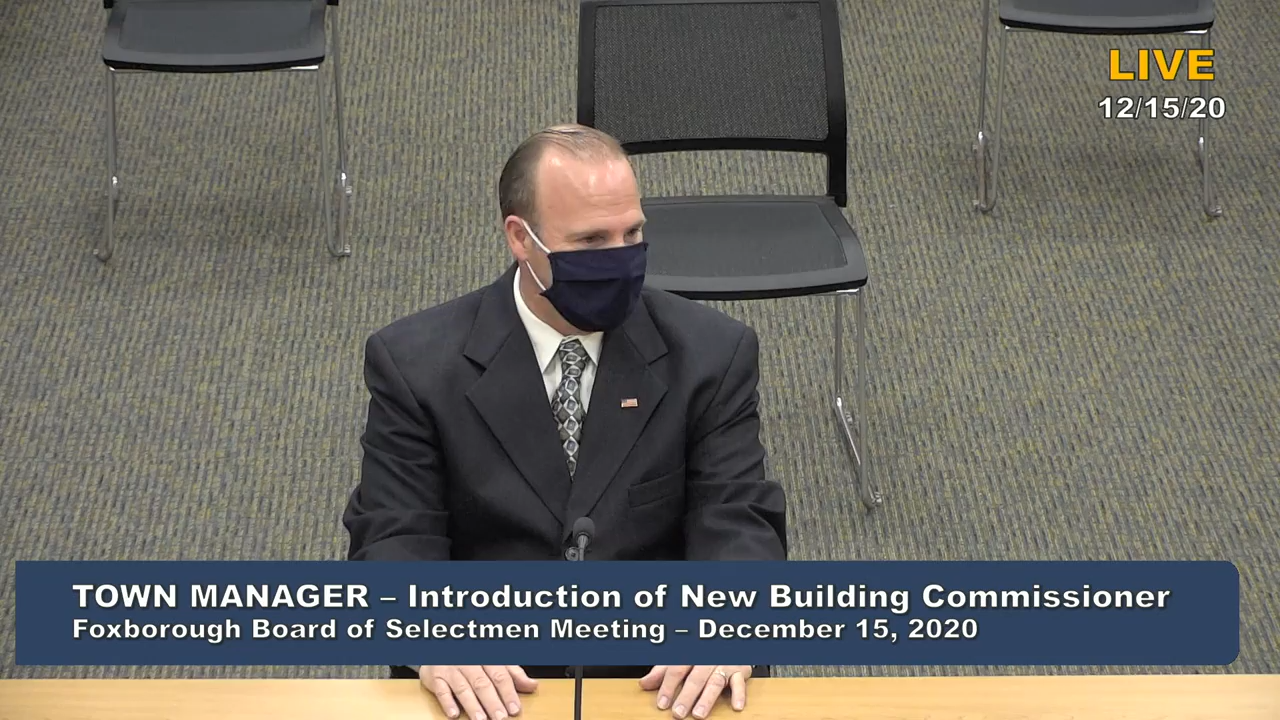 LIVE
12/15/20
TOWN MANAGER – Introduction of New Building Commissioner
Foxborough Board of Selectmen Meeting – December 15, 2020